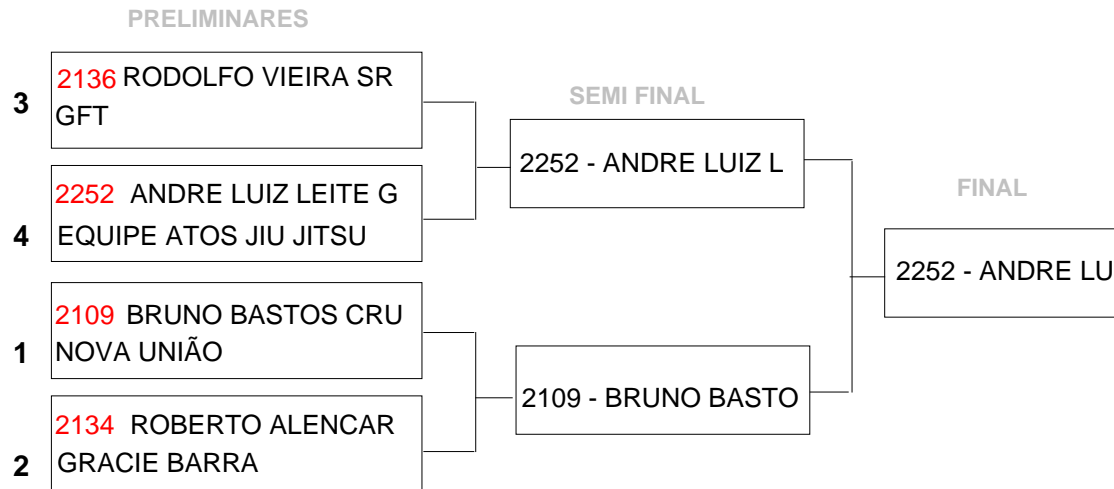 PRELIMINARES
3
2136 RODOLFO VIEIRA SR
GFT
4
2252 ANDRE LUIZ LEITE G
EQUIPE ATOS JIU JITSU
1
2109 BRUNO BASTOS CRU
NOVA UNIÃO
2
2134 ROBERTO ALENCAR
GRACIE BARRA
SEMI FINAL
2252 - ANDRE LUIZ L
2109 - BRUNO BASTO
FINAL
2252 - ANDRE LU